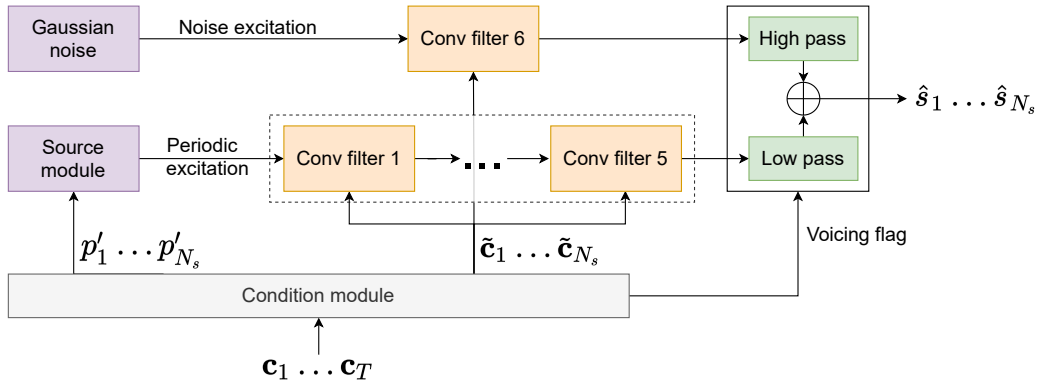 Gaussian
noise
Noise excitation
Conv filter 6
High pass
ŝ₁ … ŝ_{N_s}
Source
module
Periodic
excitation
Conv filter 1
...
Conv filter 5
Low pass
p′₁ … p′_{N_s}
c̃₁ … c̃_{N_s}
Voicing flag
Condition module
c₁ … c_T